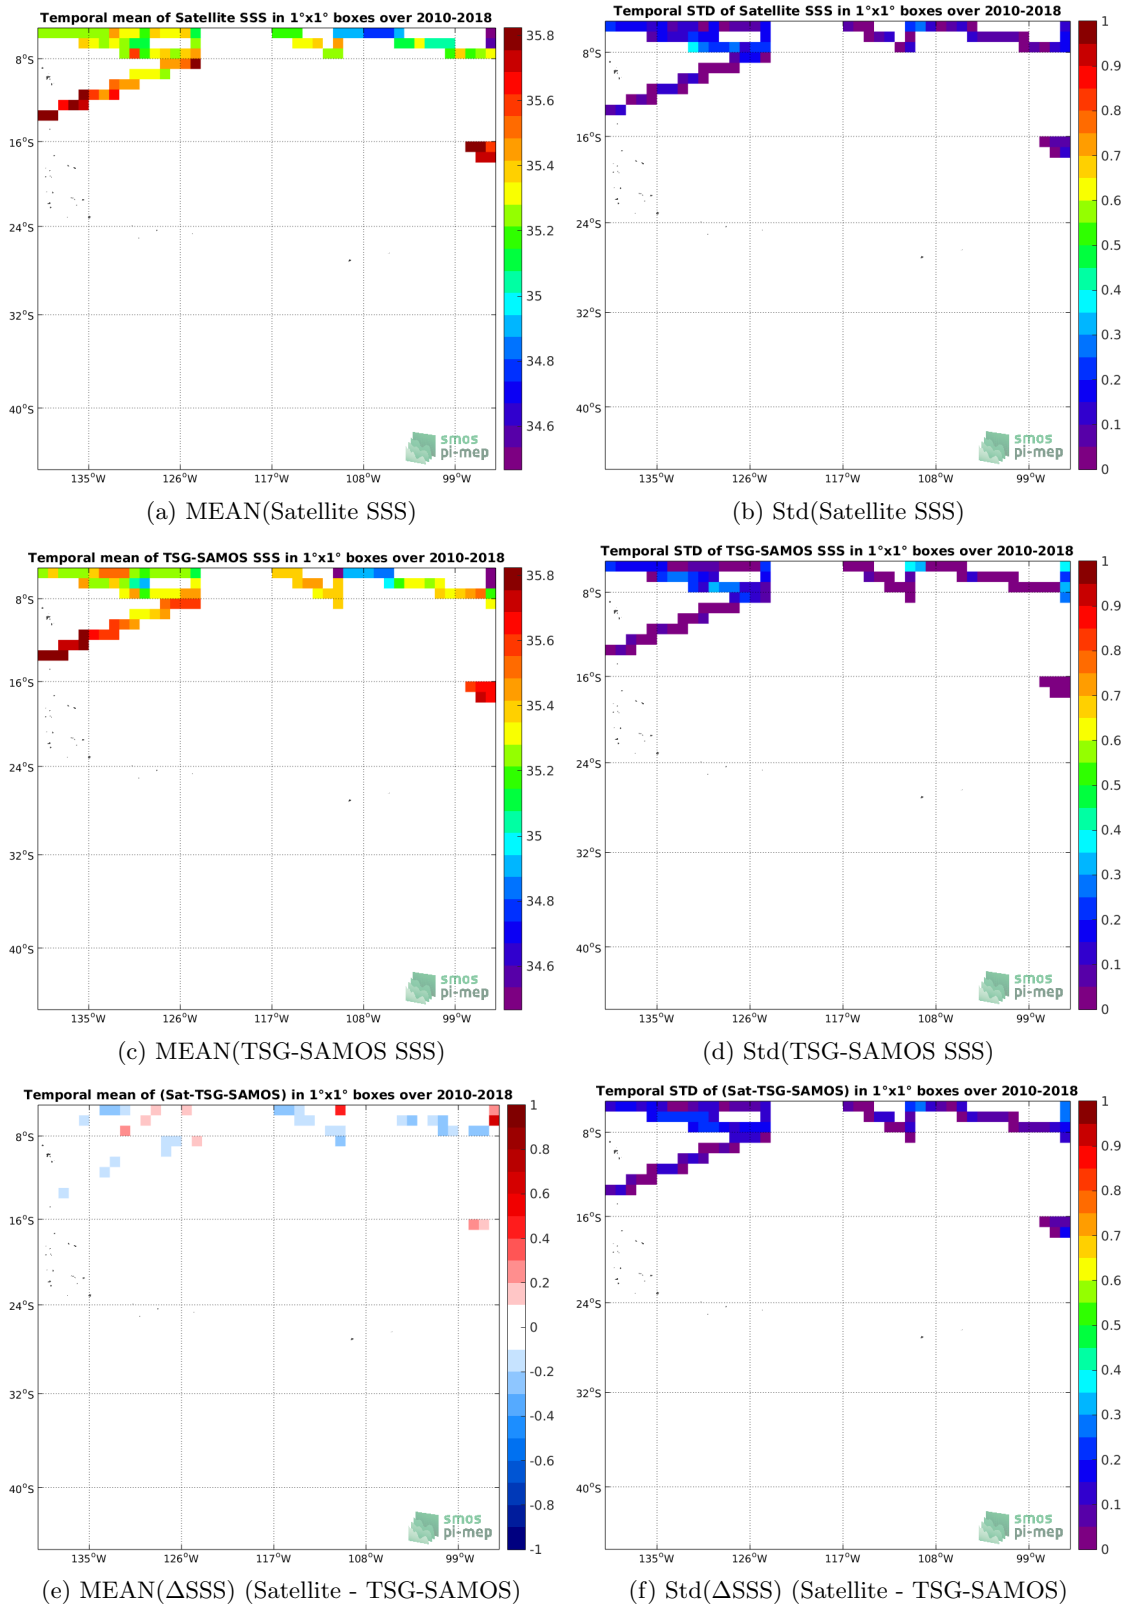 Temporal mean of Satellite SSS in 1°x1° boxes over 2010-2018
8°S
16°S
24°S
32°S
40°S
135°W 126°W 117°W 108°W 99°W
35.8
35.6
35.4
35.2
35
34.8
34.6
smos
pi-mep
(a) MEAN(Satellite SSS)
Temporal STD of Satellite SSS in 1°x1° boxes over 2010-2018
8°S
16°S
24°S
32°S
40°S
135°W 126°W 117°W 108°W 99°W
1
0.9
0.8
0.7
0.6
0.5
0.4
0.3
0.2
0.1
0
smos
pi-mep
(b) Std(Satellite SSS)
Temporal mean of TSG-SAMOS SSS in 1°x1° boxes over 2010-2018
8°S
16°S
24°S
32°S
40°S
135°W 126°W 117°W 108°W 99°W
35.8
35.6
35.4
35.2
35
34.8
34.6
smos
pi-mep
(c) MEAN(TSG-SAMOS SSS)
Temporal STD of TSG-SAMOS SSS in 1°x1° boxes over 2010-2018
8°S
16°S
24°S
32°S
40°S
135°W 126°W 117°W 108°W 99°W
1
0.9
0.8
0.7
0.6
0.5
0.4
0.3
0.2
0.1
0
smos
pi-mep
(d) Std(TSG-SAMOS SSS)
Temporal mean of (Sat-TSG-SAMOS) in 1°x1° boxes over 2010-2018
8°S
16°S
24°S
32°S
40°S
135°W 126°W 117°W 108°W 99°W
1
0.8
0.6
0.4
0.2
0
-0.2
-0.4
-0.6
-0.8
-1
smos
pi-mep
(e) MEAN(ΔSSS) (Satellite - TSG-SAMOS)
Temporal STD of (Sat-TSG-SAMOS) in 1°x1° boxes over 2010-2018
8°S
16°S
24°S
32°S
40°S
135°W 126°W 117°W 108°W 99°W
1
0.9
0.8
0.7
0.6
0.5
0.4
0.3
0.2
0.1
0
smos
pi-mep
(f) Std(ΔSSS) (Satellite - TSG-SAMOS)